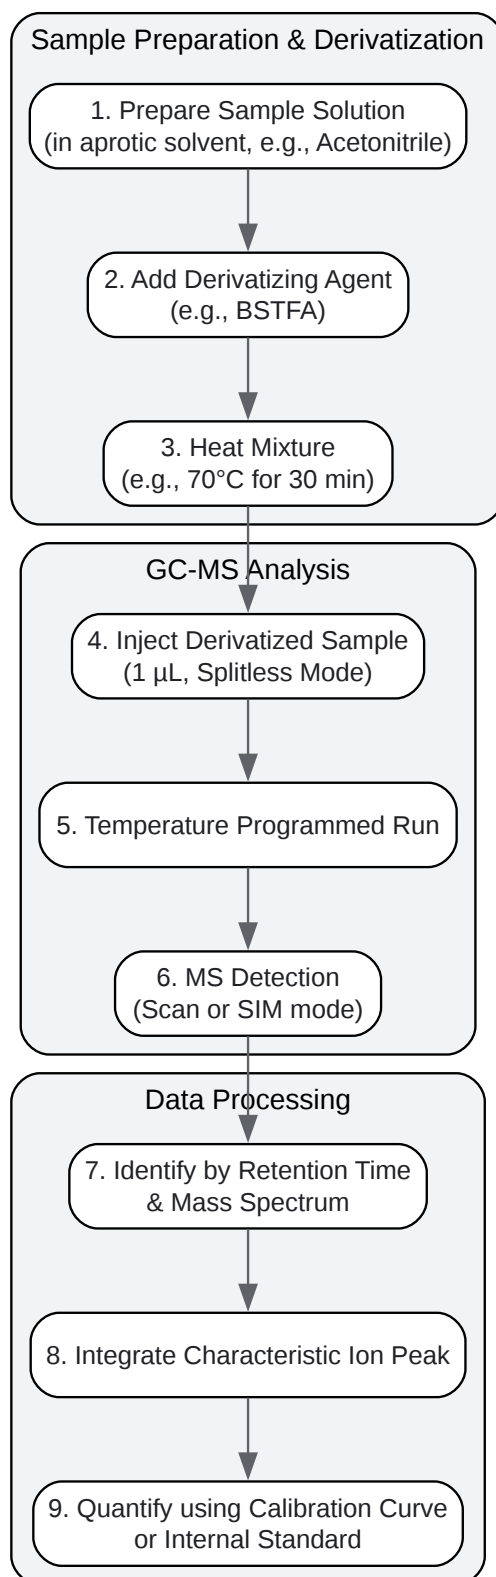 Sample Preparation & Derivatization
1. Prepare Sample Solution
(in aprotic solvent, e.g., Acetonitrile)
2. Add Derivatizing Agent
(e.g., BSTFA)
3. Heat Mixture
(e.g., 70°C for 30 min)
GC-MS Analysis
4. Inject Derivatized Sample
(1 µL, Splitless Mode)
5. Temperature Programmed Run
6. MS Detection
(Scan or SIM mode)
Data Processing
7. Identify by Retention Time
& Mass Spectrum
8. Integrate Characteristic Ion Peak
9. Quantify using Calibration Curve
or Internal Standard